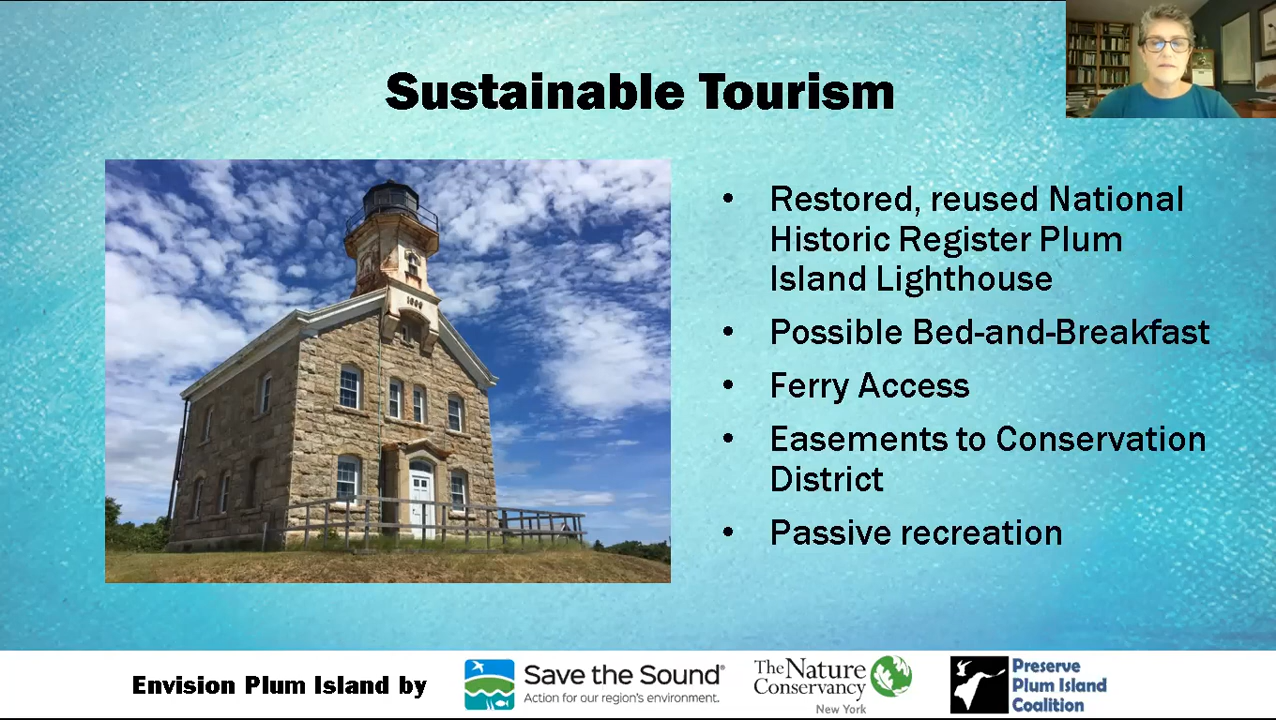 Sustainable Tourism
• Restored, reused National
Historic Register Plum
Island Lighthouse
• Possible Bed-and-Breakfast
• Ferry Access
• Easements to Conservation
District
• Passive recreation
Envision Plum Island by
Save the Sound®
Action for our region's environment.
The Nature
Conservancy
New York
Preserve
Plum Island
Coalition